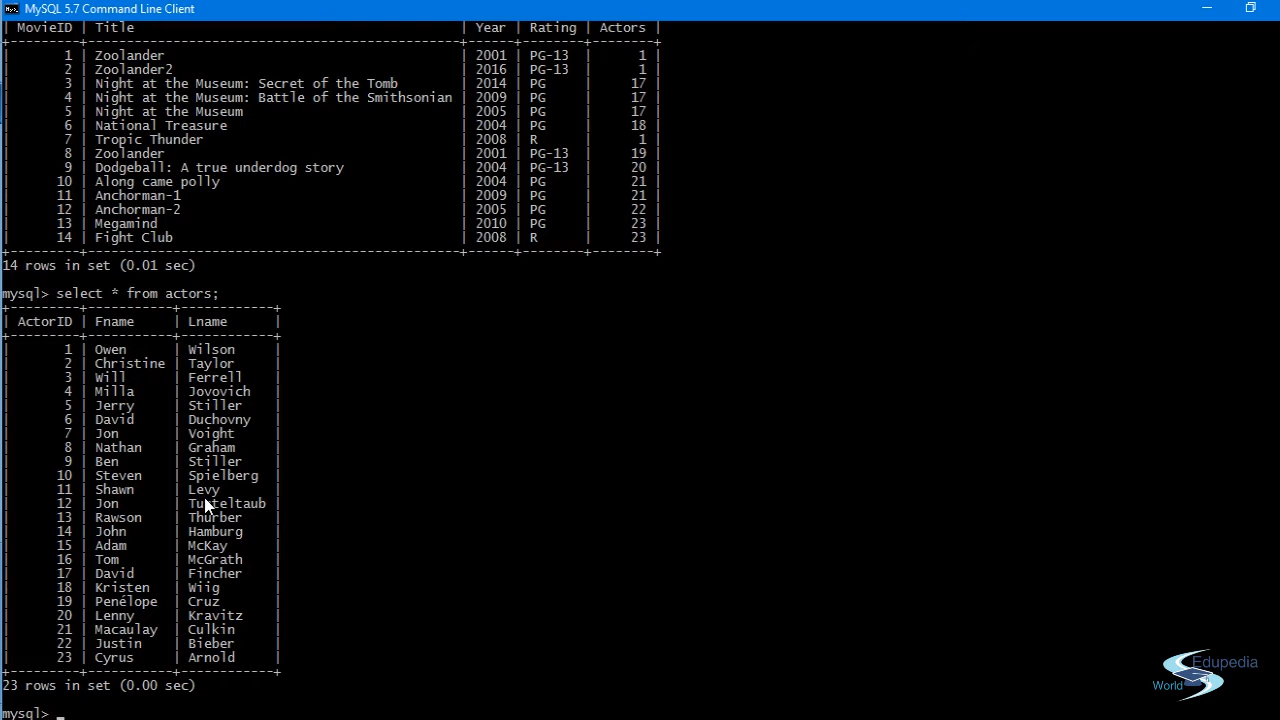 MySQL 5.7 Command Line Client
| MovieID | Title | Year | Rating | Actors |
| 1 | Zoolander | 2001 | PG-13 | 1 |
| 2 | Zoolander2 | 2016 | PG-13 | 1 |
| 3 | Night at the Museum: Secret of the Tomb | 2014 | PG | 17 |
| 4 | Night at the Museum: Battle of the Smithsonian | 2009 | PG | 17 |
| 5 | Night at the Museum | 2005 | PG | 17 |
| 6 | National Treasure | 2004 | PG | 18 |
| 7 | Tropic Thunder | 2008 | R | 1 |
| 8 | Zoolander | 2001 | PG-13 | 19 |
| 9 | Dodgeball: A true underdog story | 2004 | PG-13 | 20 |
| 10 | Along came polly | 2004 | PG | 21 |
| 11 | Anchorman-1 | 2009 | PG | 21 |
| 12 | Anchorman-2 | 2005 | PG | 22 |
| 13 | Megamind | 2010 | PG | 23 |
| 14 | Fight Club | 2008 | R | 23 |
14 rows in set (0.01 sec)
mysql> select * from actors;
| ActorID | Fname | Lname |
| 1 | Owen | Wilson |
| 2 | Christine | Taylor |
| 3 | Will | Ferrell |
| 4 | Milla | Jovovich |
| 5 | Jerry | Stiller |
| 6 | David | Duchovny |
| 7 | Jon | Voight |
| 8 | Nathan | Graham |
| 9 | Ben | Stiller |
| 10 | Steven | Spielberg |
| 11 | Shawn | Levy |
| 12 | Jon | |
| 13 | Rawson | Thurber |
| 14 | John | Hamburg |
| 15 | Adam | McKay |
| 16 | Tom | McGrath |
| 17 | David | Fincher |
| 18 | Kristen | Wiig |
| 19 | Penélope | Cruz |
| 20 | Lenny | Kravitz |
| 21 | Macaulay | Culkin |
| 22 | Justin | Bieber |
| 23 | Cyrus | Arnold |
23 rows in set (0.00 sec)
mysql> _
Edupedia
World